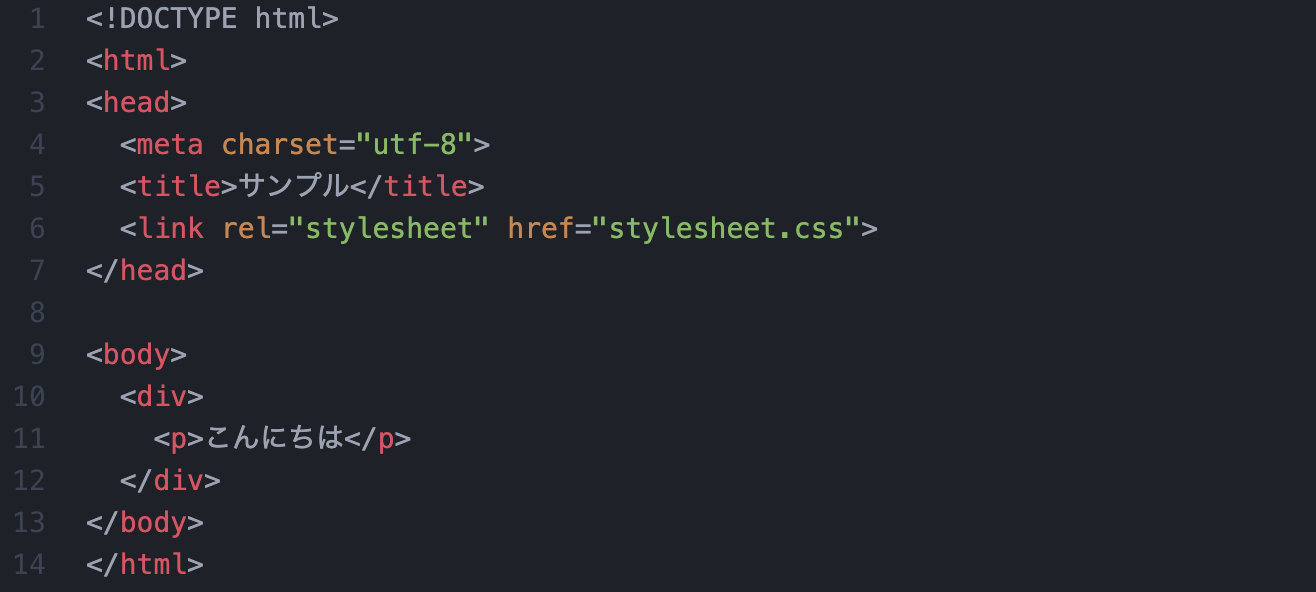 1 <!DOCTYPE html>
2 <html>
3 <head>
4   <meta charset="utf-8">
5   <title>サンプル</title>
6   <link rel="stylesheet" href="stylesheet.css">
7 </head>
8
9 <body>
10   <div>
11     <p>こんにちは</p>
12   </div>
13 </body>
14 </html>